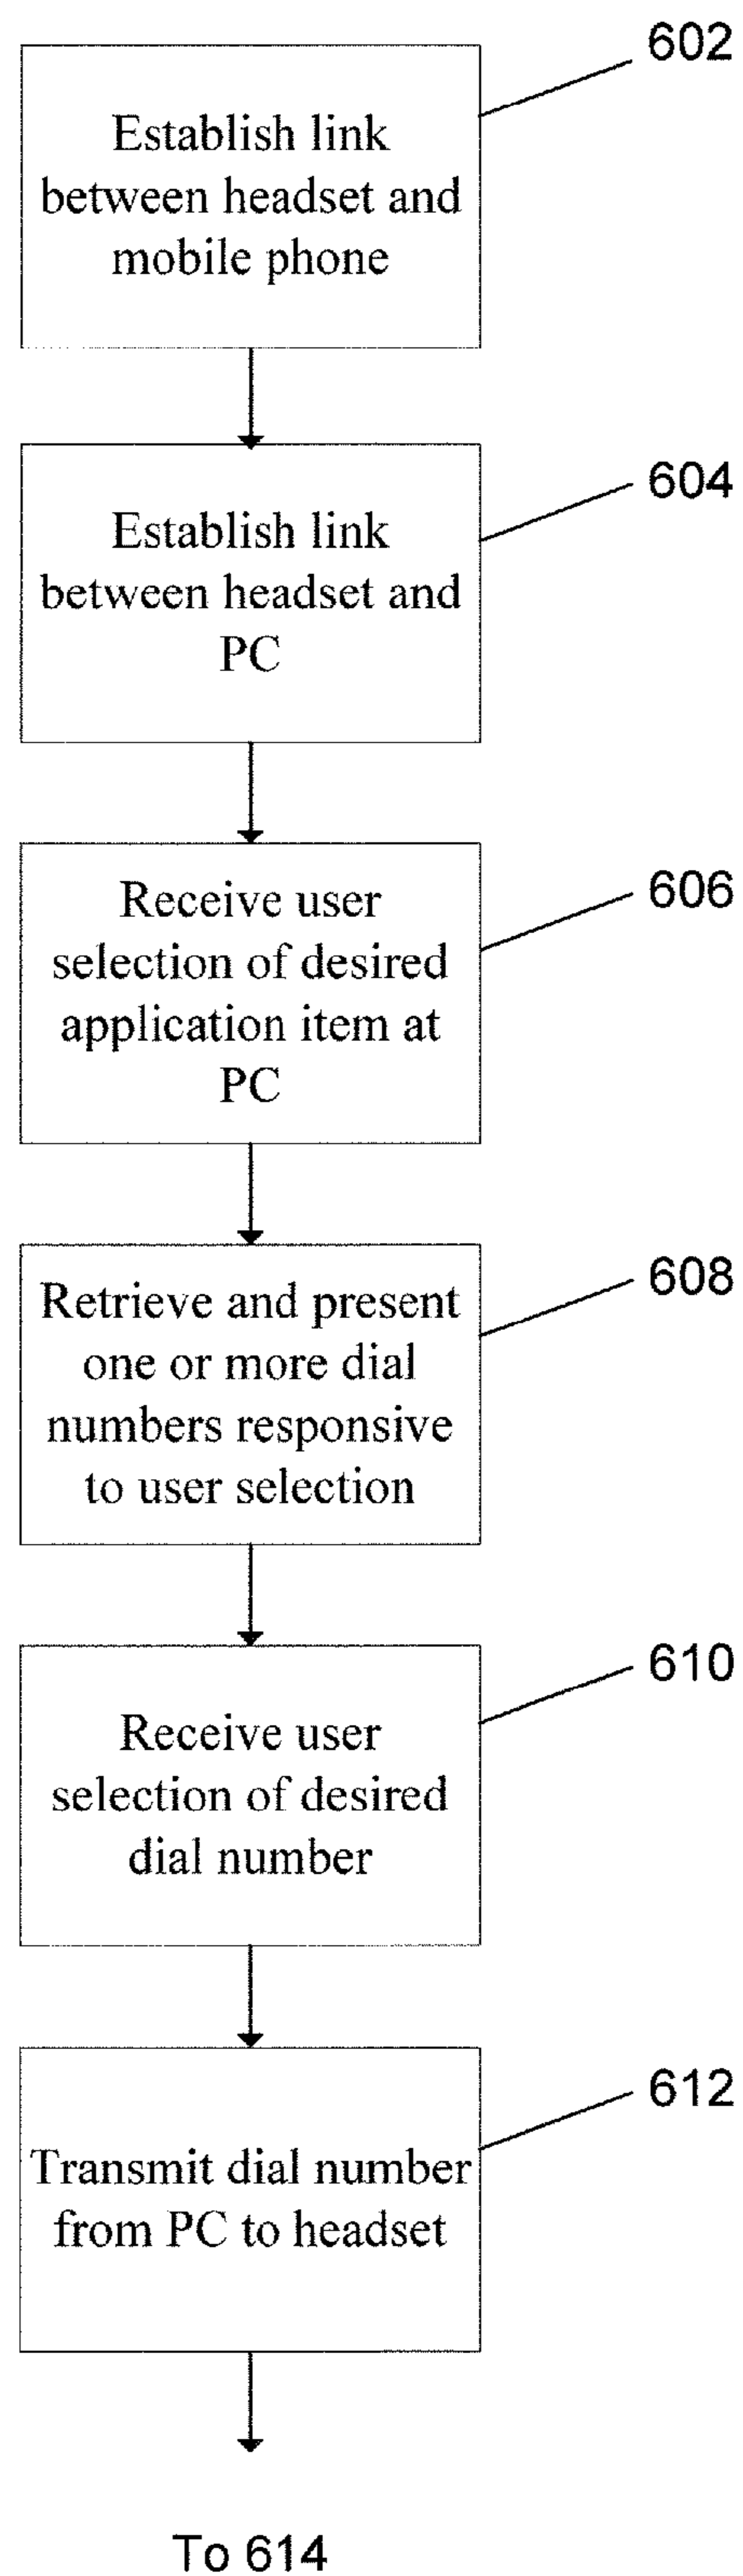 602
Establish link
between headset and
mobile phone
604
Establish link
between headset and
PC
606
Receive user
selection of desired
application item at
PC
608
Retrieve and present
one or more dial
numbers responsive
to user selection
610
Receive user
selection of desired
dial number
612
Transmit dial number
from PC to headset
To 614